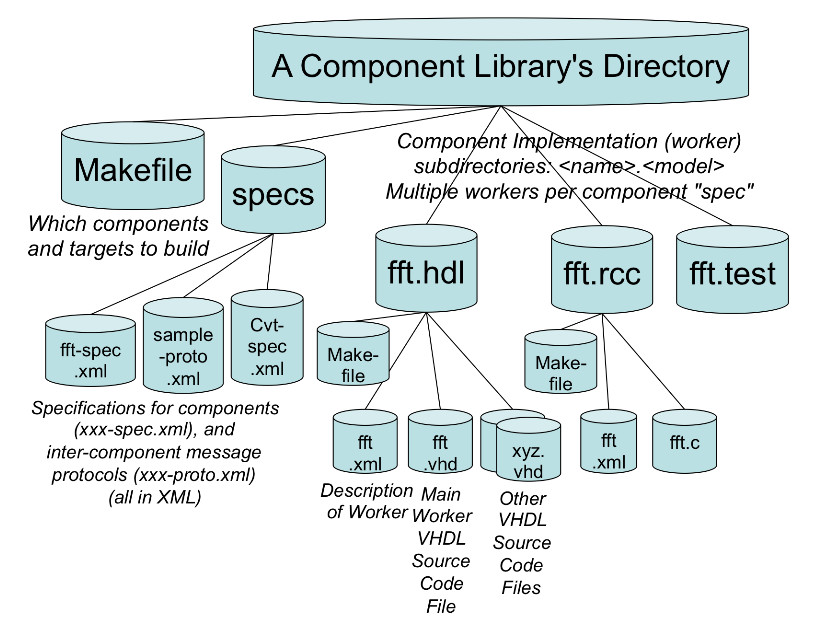 A Component Library's Directory
Makefile
Which components
and targets to build
specs
Component Implementation (worker)
subdirectories: <name>.<model>
Multiple workers per component "spec"
fft.hdl
fft.rcc
fft.test
fft-spec
.xml
sample
-proto
.xml
Cvt-
spec
.xml
Specifications for components
(xxx-spec.xml), and
inter-component message
protocols (xxx-proto.xml)
(all in XML)
Make-
file
fft
.xml
Description
of Worker
fft
.vhd
Main
Worker
VHDL
Source
Code
File
xyz.
vhd
Other
VHDL
Source
Code
Files
Make-
file
fft
.xml
fft.c